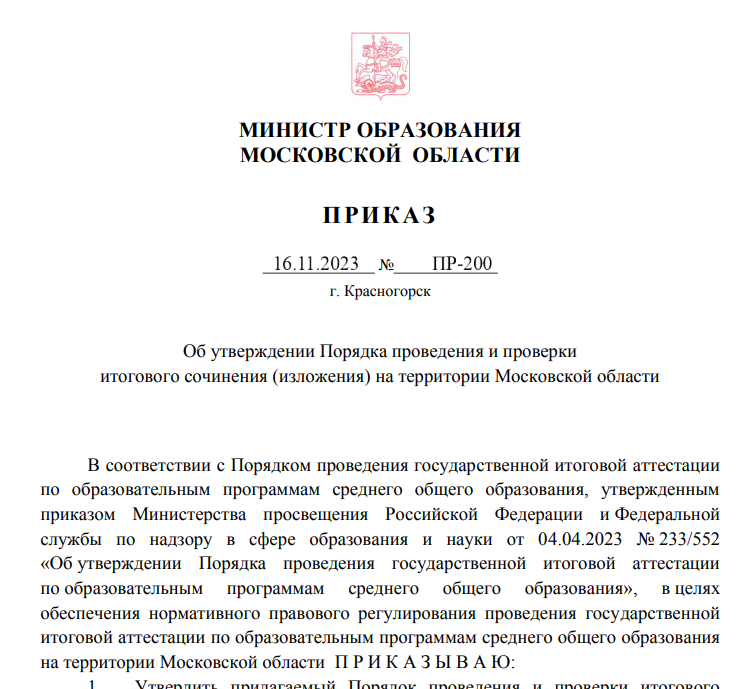 МИНИСТР ОБРАЗОВАНИЯ
МОСКОВСКОЙ ОБЛАСТИ
ПРИКАЗ
16.11.2023 № ПР-200
г. Красногорск
Об утверждении Порядка проведения и проверки
итогового сочинения (изложения) на территории Московской области
В соответствии с Порядком проведения государственной итоговой аттестации
по образовательным программам среднего общего образования, утвержденным
приказом Министерства просвещения Российской Федерации и Федеральной
службы по надзору в сфере образования и науки от 04.04.2023 № 233/552
«Об утверждении Порядка проведения государственной итоговой аттестации
по образовательным программам среднего общего образования», в целях
обеспечения нормативного правового регулирования проведения государственной
итоговой аттестации по образовательным программам среднего общего образования
на территории Московской области П Р И К А З Ы В А Ю:
1. Утвердить прилагаемый Порядок проведения и проверки итогового